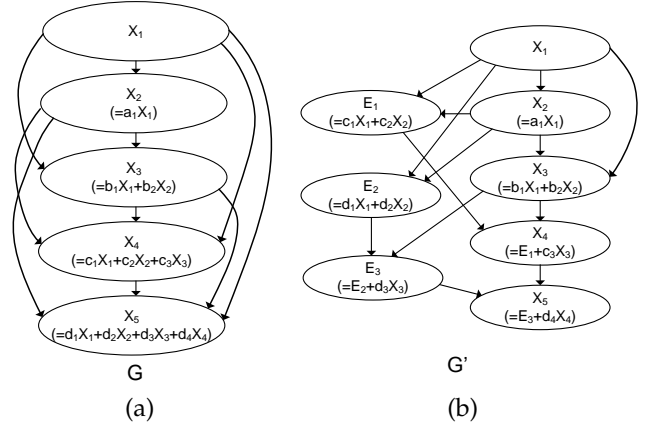 X₁
X₂
(=a₁X₁)
X₃
(=b₁X₁+b₂X₂)
X₄
(=c₁X₁+c₂X₂+c₃X₃)
X₅
(=d₁X₁+d₂X₂+d₃X₃+d₄X₄)
G
(a)
X₁
E₁
(=c₁X₁+c₂X₂)
X₂
(=a₁X₁)
E₂
(=d₁X₁+d₂X₂)
X₃
(=b₁X₁+b₂X₂)
X₄
(=E₁+c₃X₃)
E₃
(=E₂+d₃X₃)
X₅
(=E₃+d₄X₄)
G'
(b)